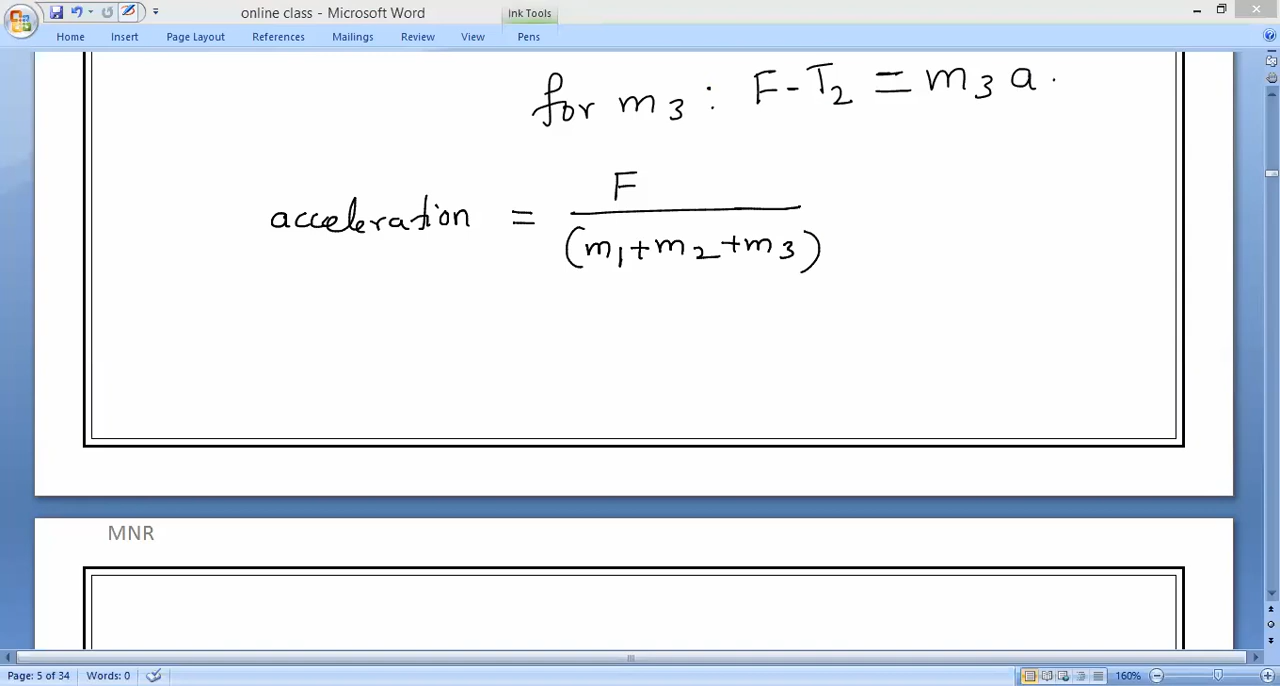 online class - Microsoft Word
Ink Tools
Home Insert Page Layout References Mailings Review View Pens
for m3 : F - T2 = m3 a .
F
acceleration =
(m1+m2+m3)
MNR
Page: 5 of 34 Words: 0 160%